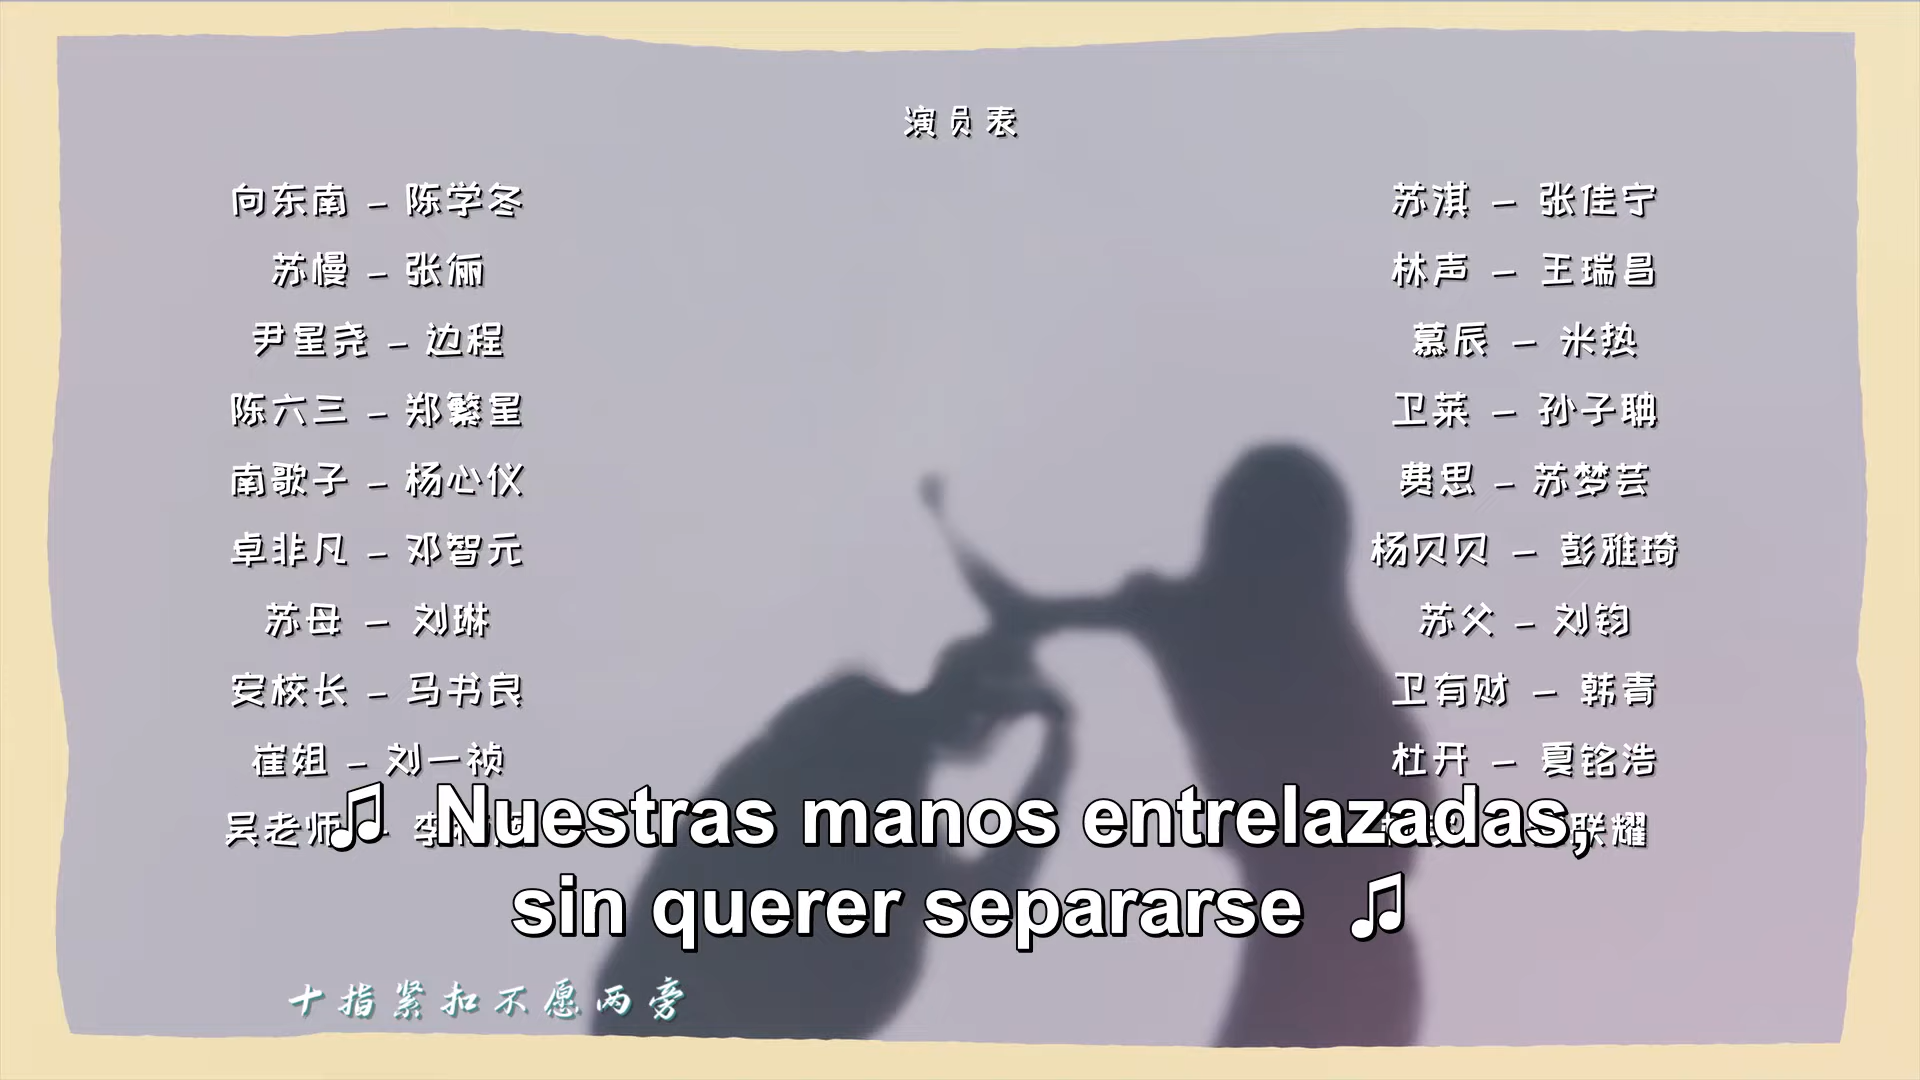 演员表
向东南 – 陈学冬
苏慢 – 张俪
尹星尧 – 边程
陈六三 – 郑繁星
南歌子 – 杨心仪
卓非凡 – 邓智元
苏母 – 刘琳
安校长 – 马书良
崔姐 – 刘一祯
吴老师 – 李
苏淇 – 张佳宁
林声 – 王瑞昌
慕辰 – 米热
卫莱 – 孙子聃
费思 – 苏梦芸
杨贝贝 – 彭雅琦
苏父 – 刘钧
卫有财 – 韩青
杜开 – 夏铭浩
联耀
♫ Nuestras manos entrelazadas,
sin querer separarse ♫
十指紧扣不愿两旁